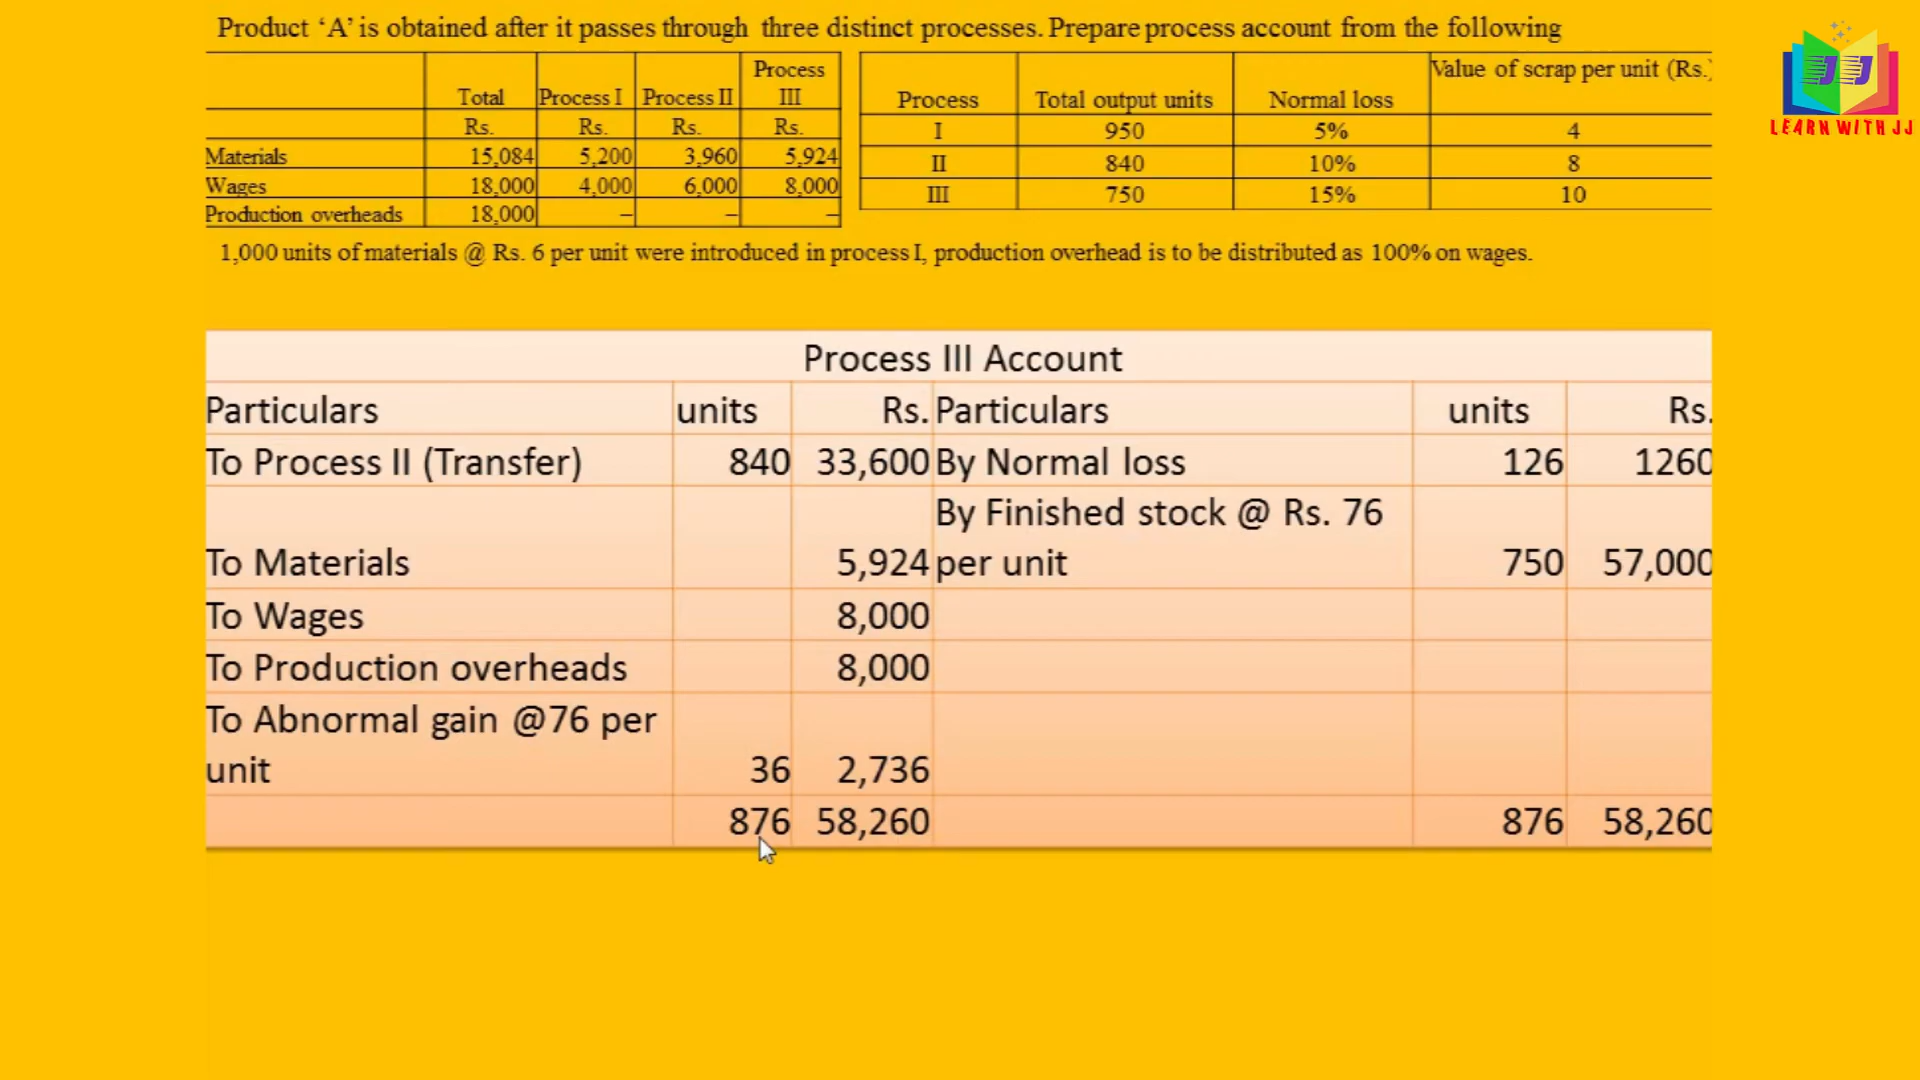 Product ‘A’ is obtained after it passes through three distinct processes. Prepare process account from the following
Total Process I Process II Process III
Rs. Rs. Rs. Rs.
Materials 15,084 5,200 3,960 5,924
Wages 18,000 4,000 6,000 8,000
Production overheads 18,000 – – –
Process Total output units Normal loss Value of scrap per unit (Rs.)
I 950 5% 4
II 840 10% 8
III 750 15% 10
1,000 units of materials @ Rs. 6 per unit were introduced in process I, production overhead is to be distributed as 100% on wages.
JJ
LEARN WITH JJ
Process III Account
Particulars units Rs. Particulars units Rs.
To Process II (Transfer) 840 33,600 By Normal loss 126 1260
To Materials 5,924 By Finished stock @ Rs. 76 per unit 750 57,000
To Wages 8,000
To Production overheads 8,000
To Abnormal gain @76 per
unit 36 2,736
876 58,260 876 58,260